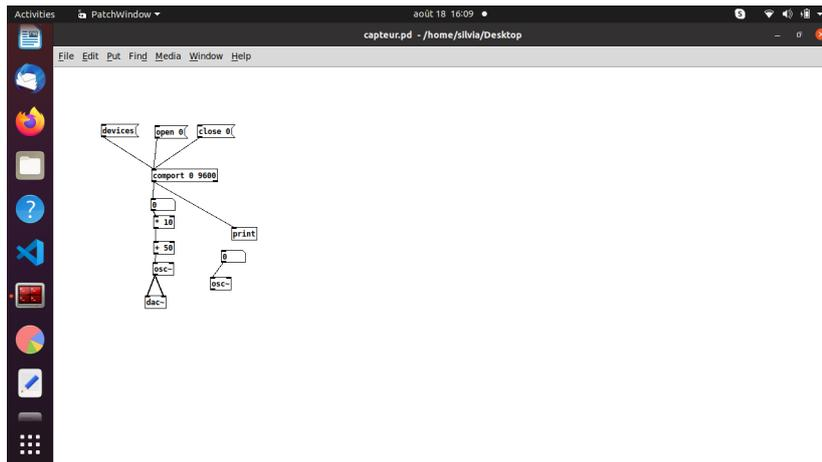 Activities PatchWindow août 18 16:09
capteur.pd - /home/silvia/Desktop
File Edit Put Find Media Window Help
devices open 0 close 0
comport 0 9600
0
* 10
print
+ 50
0
osc~
osc~
dac~